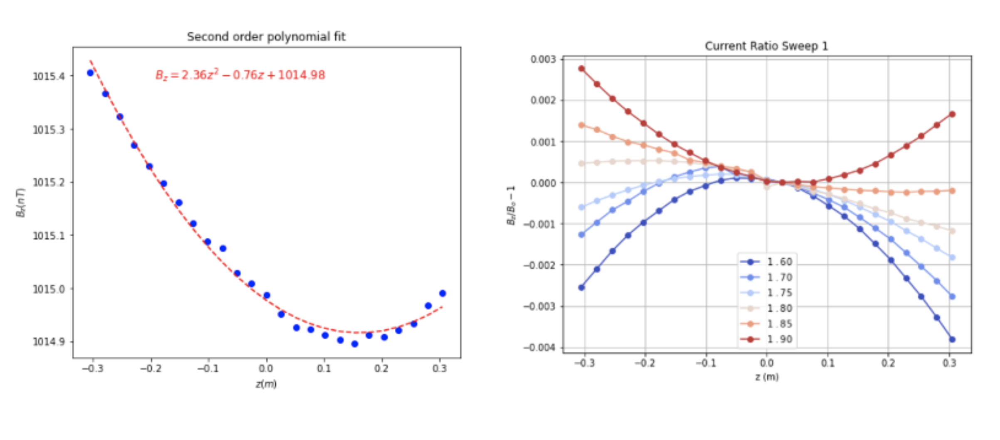 Second order polynomial fit
B_z = 2.36z² − 0.76z + 1014.98
1015.4
1015.3
1015.2
1015.1
1015.0
1014.9
B_z(nT)
−0.3 −0.2 −0.1 0.0 0.1 0.2 0.3
z(m)
Current Ratio Sweep 1
0.003
0.002
0.001
0.000
−0.001
−0.002
−0.003
−0.004
B_z/B_o − 1
1.60
1.70
1.75
1.80
1.85
1.90
−0.3 −0.2 −0.1 0.0 0.1 0.2 0.3
z (m)